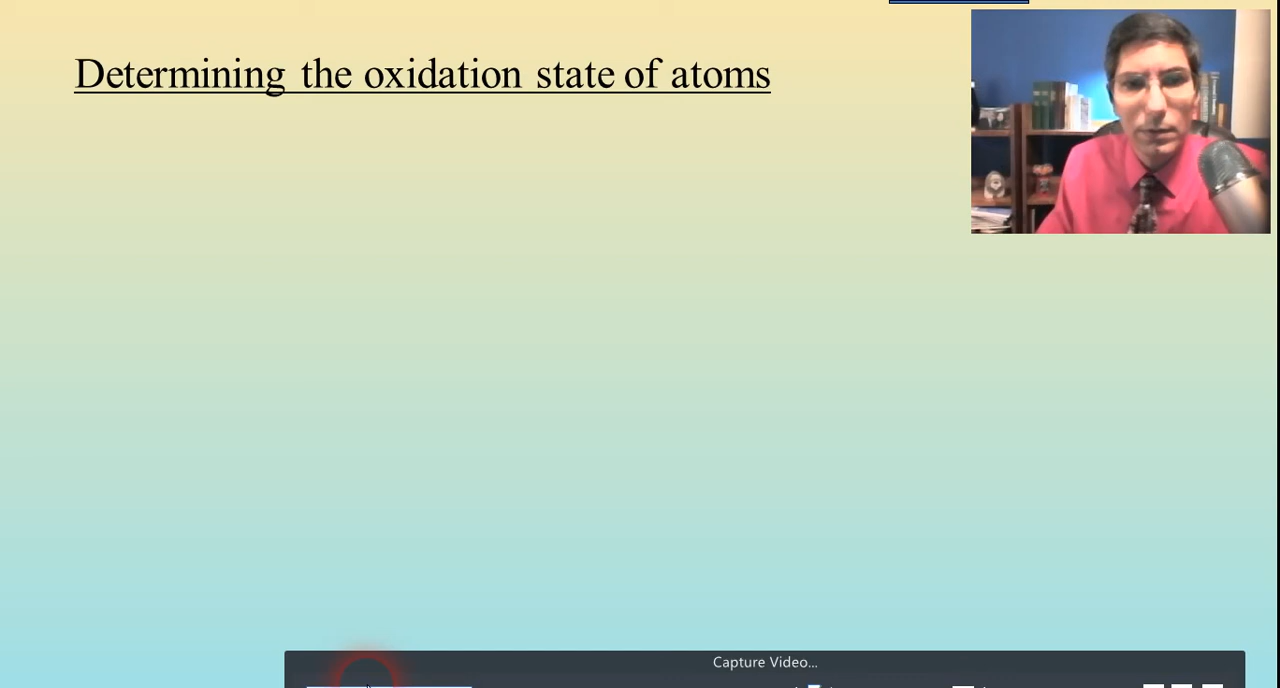 Determining the oxidation state of atoms
Capture Video...